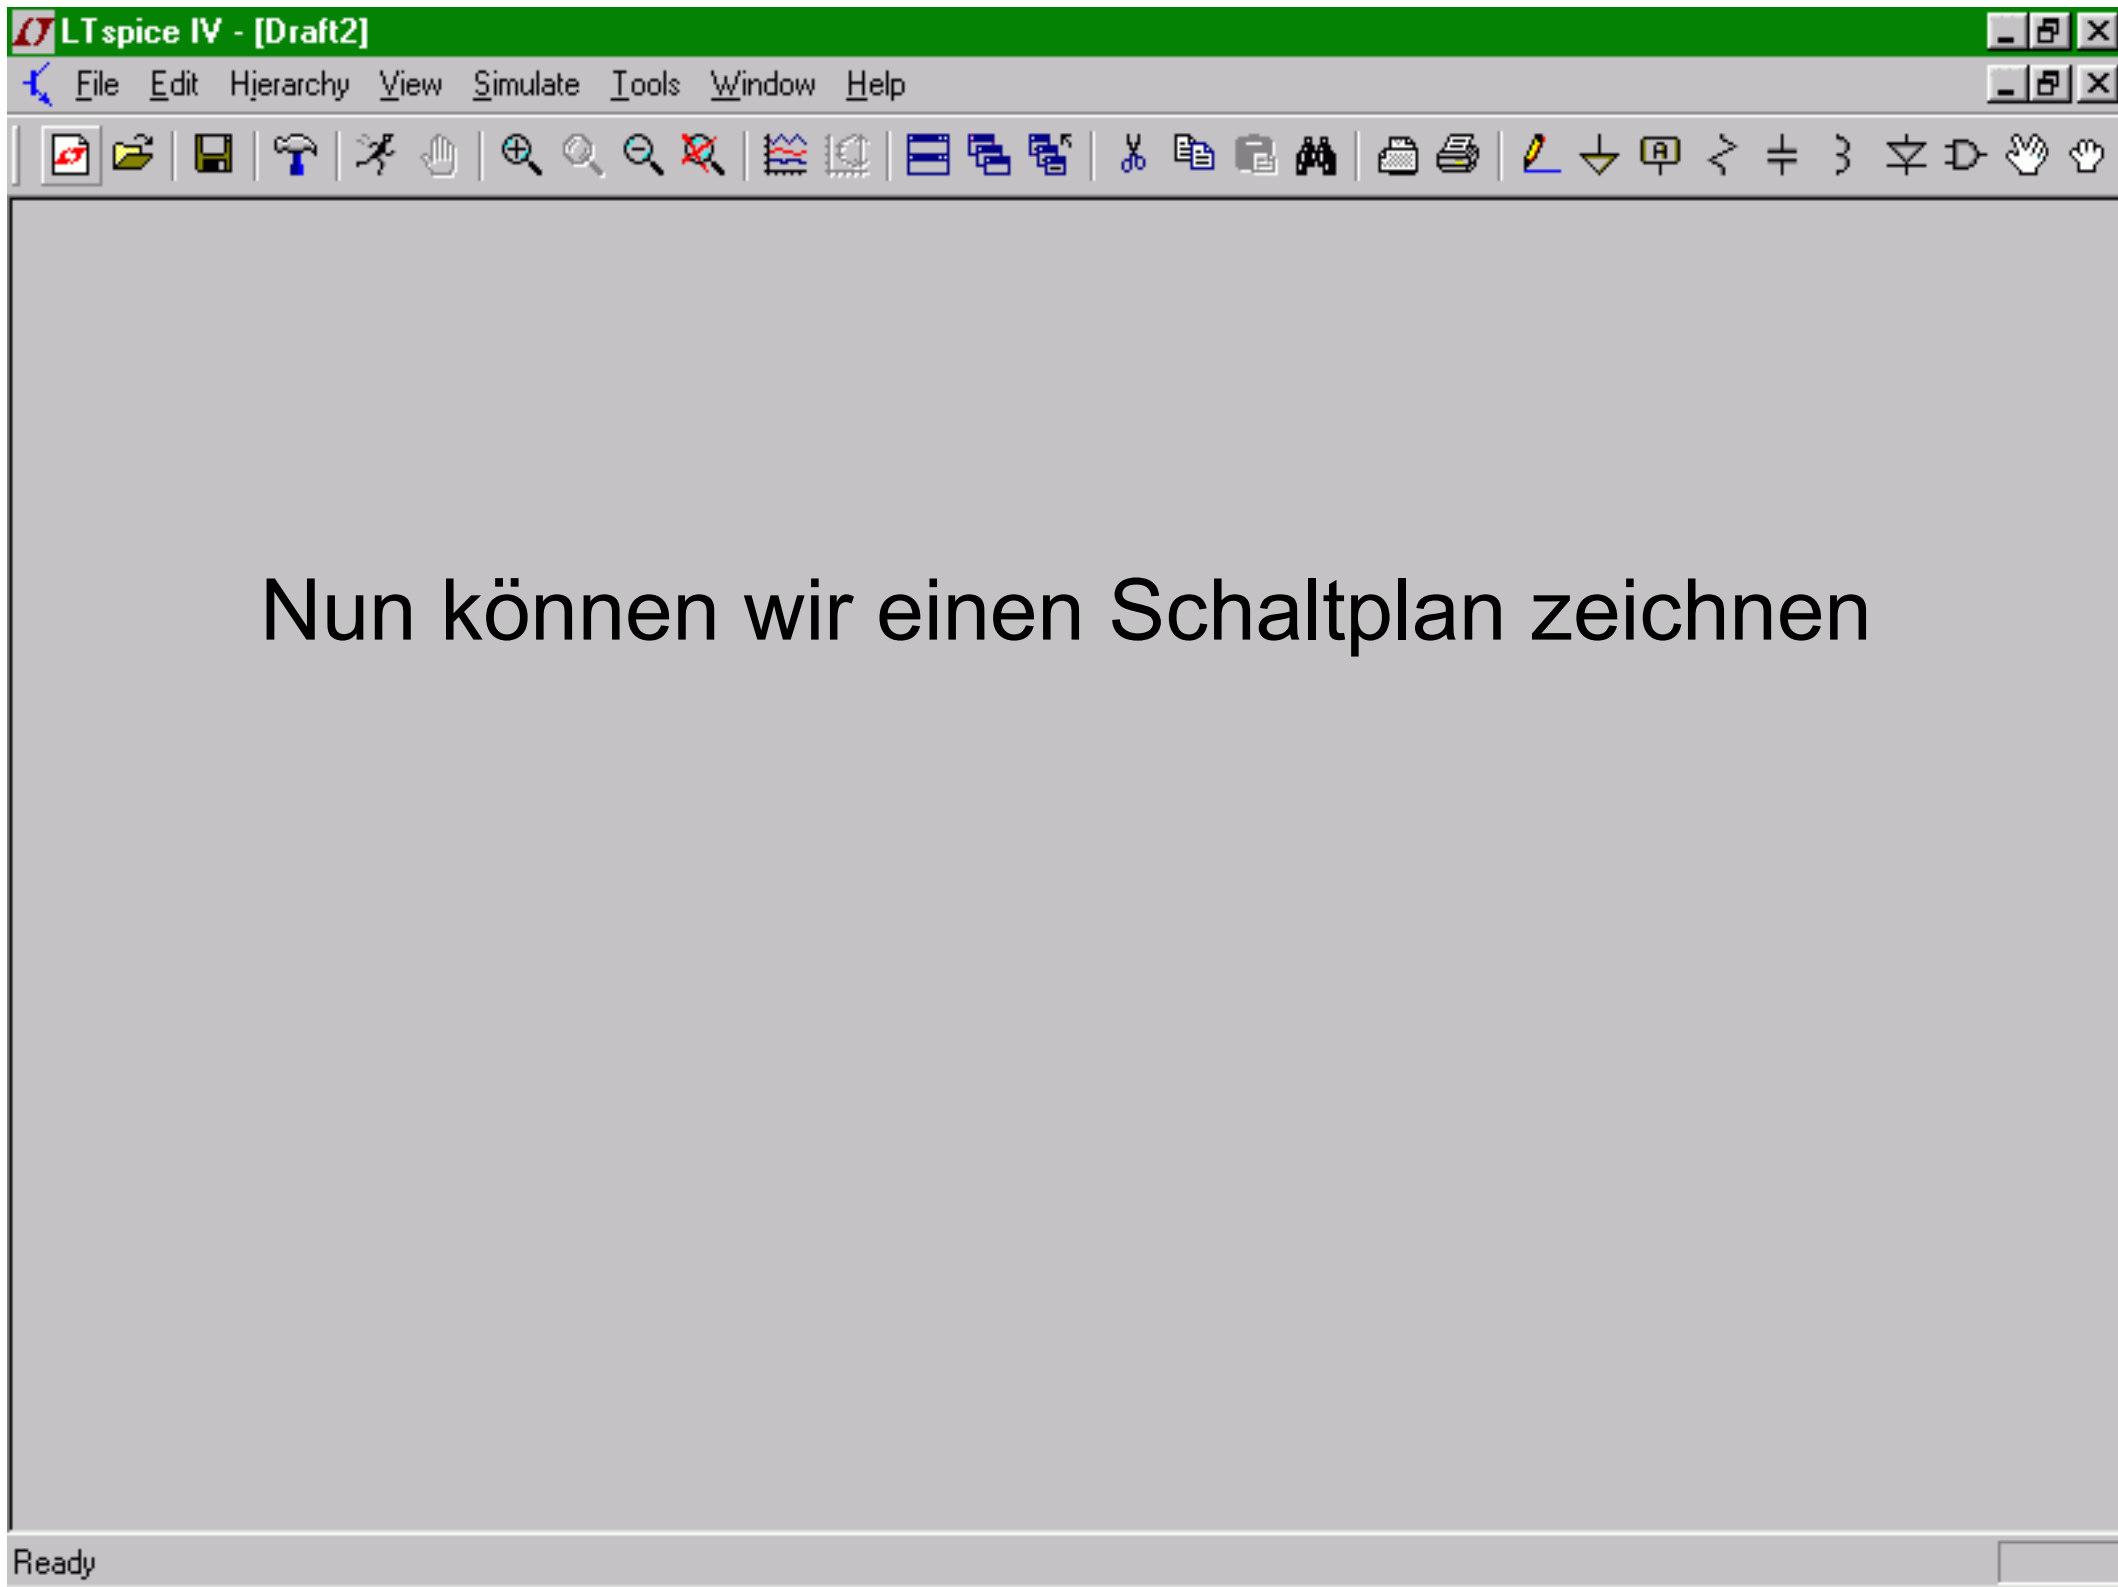 LTspice IV - [Draft2]
File Edit Hierarchy View Simulate Tools Window Help
Nun können wir einen Schaltplan zeichnen
Ready